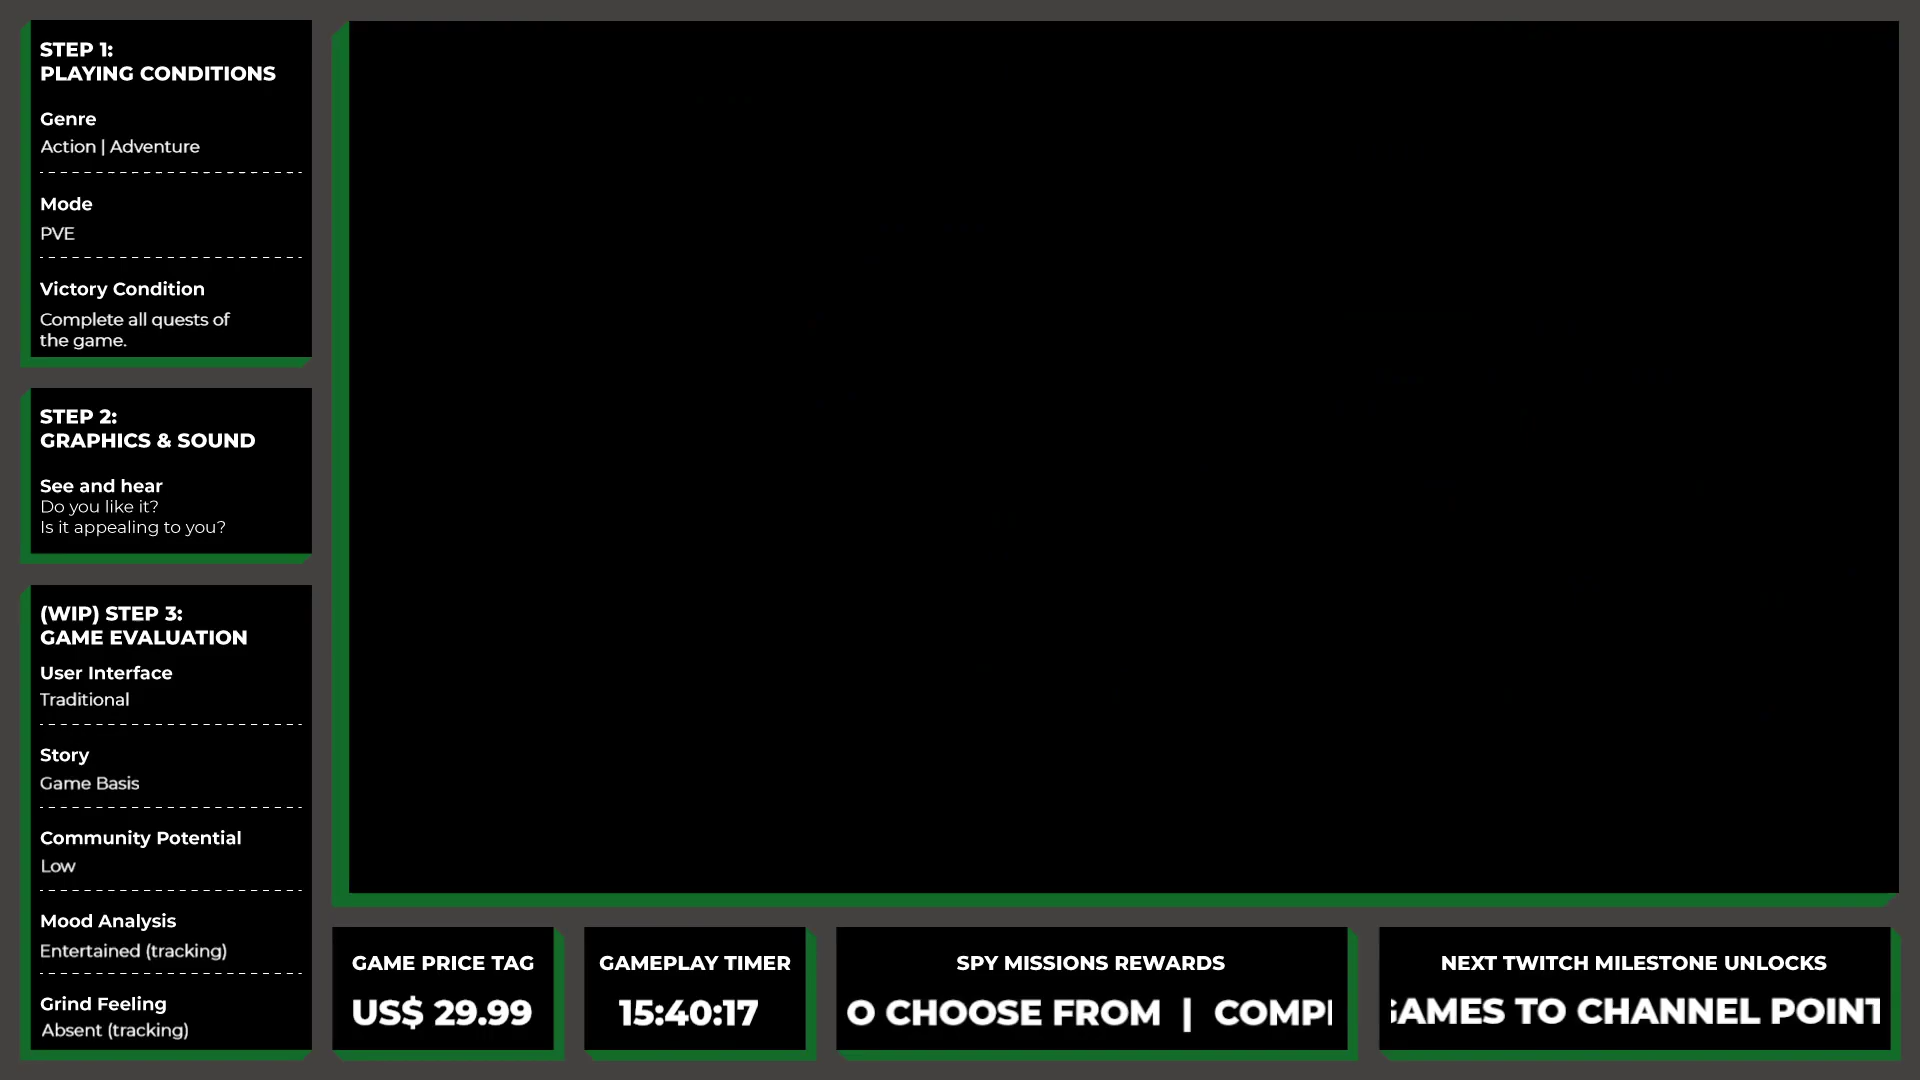 STEP 1:
PLAYING CONDITIONS
Genre
Action | Adventure
Mode
PVE
Victory Condition
Complete all quests of
the game.
STEP 2:
GRAPHICS & SOUND
See and hear
Do you like it?
Is it appealing to you?
(WIP) STEP 3:
GAME EVALUATION
User Interface
Traditional
Story
Game Basis
Community Potential
Low
Mood Analysis
Entertained (tracking)
Grind Feeling
Absent (tracking)
GAME PRICE TAG
US$ 29.99
GAMEPLAY TIMER
15:40:17
SPY MISSIONS REWARDS
O CHOOSE FROM | COMP
NEXT TWITCH MILESTONE UNLOCKS
GAMES TO CHANNEL POINT